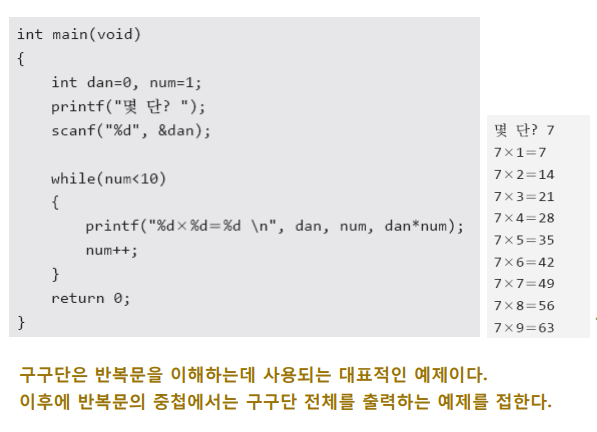 int main(void)
{
int dan=0, num=1;
printf("몇 단? ");
scanf("%d", &dan);
while(num<10)
{
printf("%d×%d=%d \n", dan, num, dan*num);
num++;
}
return 0;
}
몇 단? 7
7×1=7
7×2=14
7×3=21
7×4=28
7×5=35
7×6=42
7×7=49
7×8=56
7×9=63
구구단은 반복문을 이해하는데 사용되는 대표적인 예제이다.
이후에 반복문의 중첩에서는 구구단 전체를 출력하는 예제를 접한다.